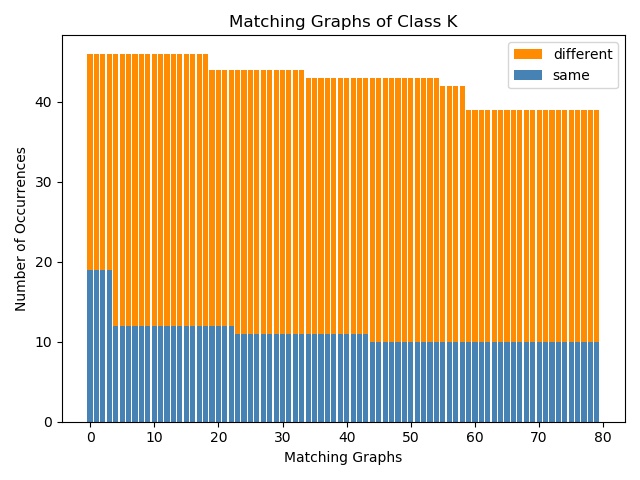 Matching Graphs of Class K
different
same
Number of Occurrences
40
30
20
10
0
0 10 20 30 40 50 60 70 80
Matching Graphs